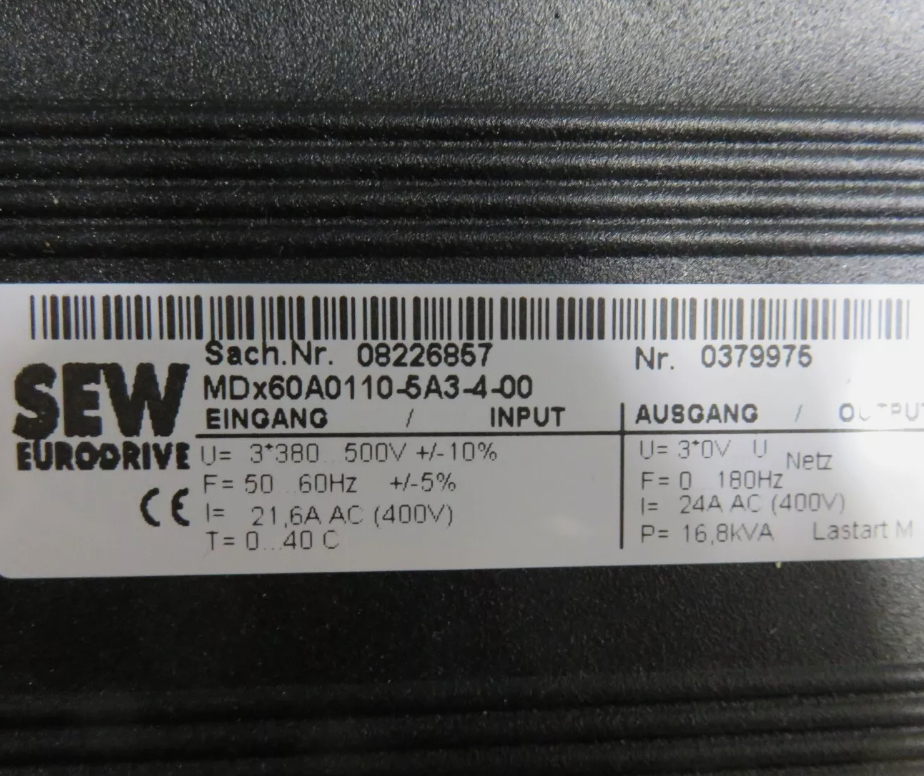 Sach.Nr. 08226857 Nr. 0379975
SEW
EURODRIVE
MDx60A0110-5A3-4-00
EINGANG / INPUT
AUSGANG /
U= 3*380...500V +/-10%
U= 3*0V U Netz
F= 50...60Hz +/-5%
F= 0 180Hz
CE
I= 21,6A AC (400V)
I= 24A AC (400V)
T= 0...40 C
P= 16,8kVA Lastart M